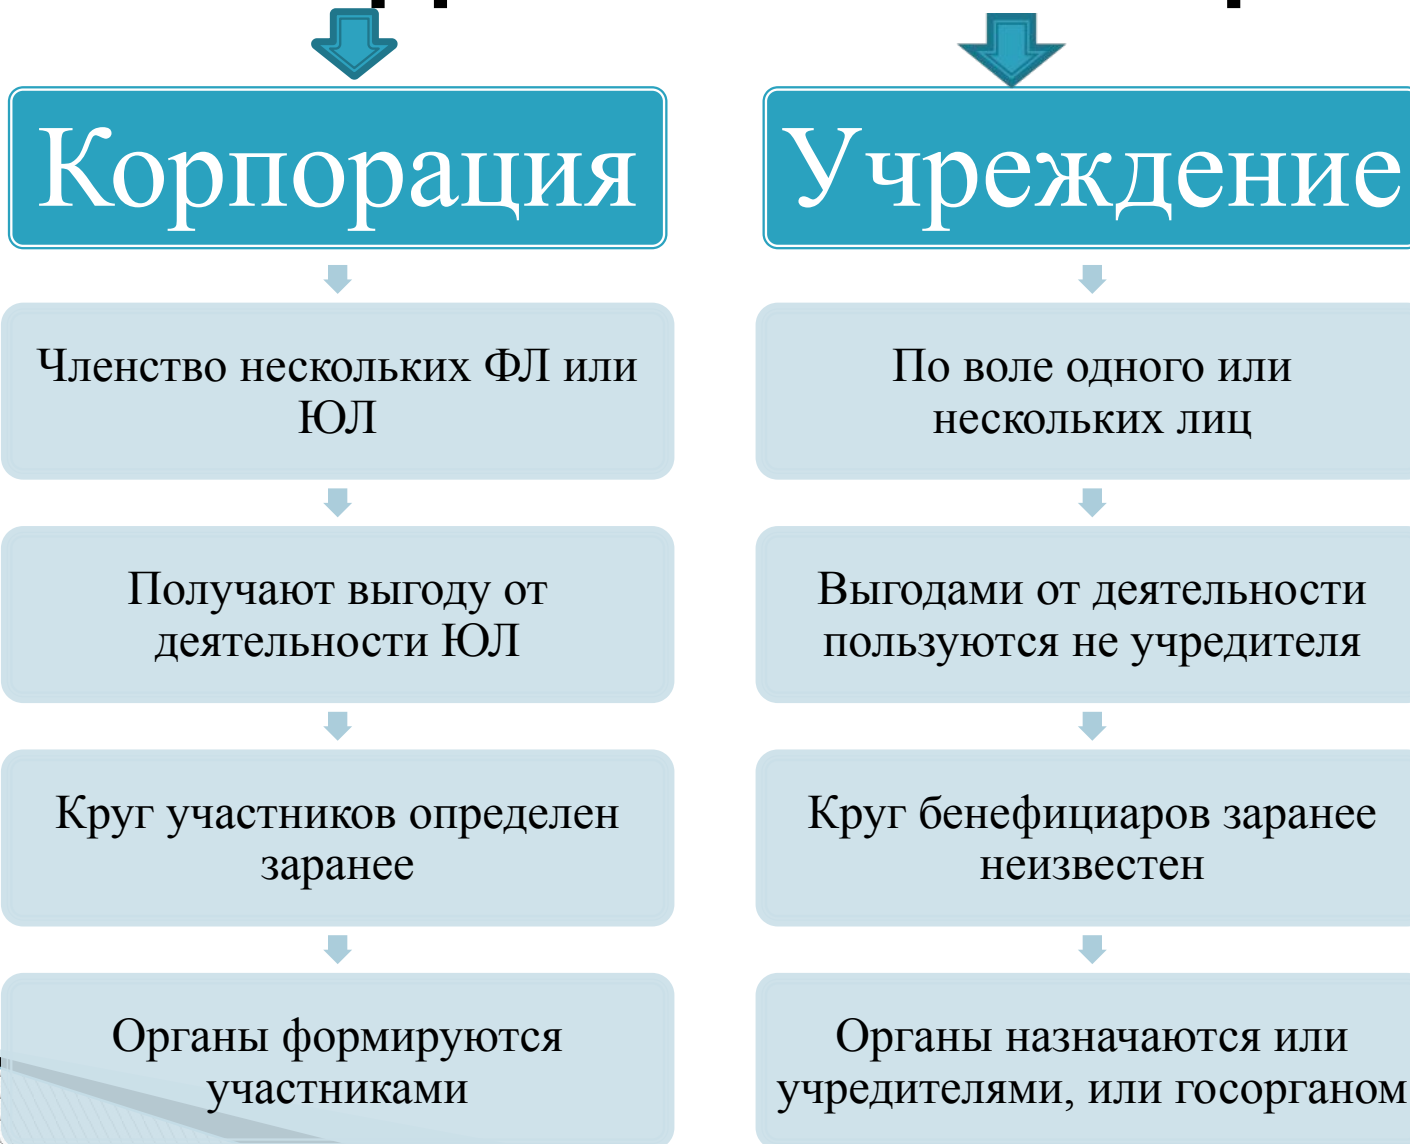 Корпорация
Членство нескольких ФЛ или
ЮЛ
Получают выгоду от
деятельности ЮЛ
Круг участников определен
заранее
Органы формируются
участниками
Учреждение
По воле одного или
нескольких лиц
Выгодами от деятельности
пользуются не учредителя
Круг бенефициаров заранее
неизвестен
Органы назначаются или
учредителями, или госорганом